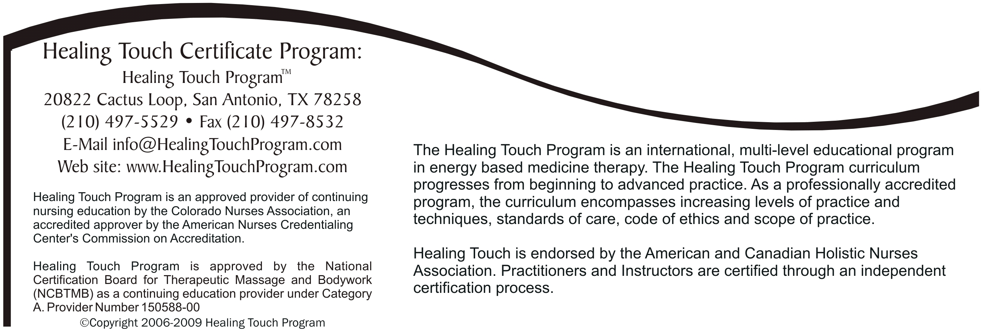 Healing Touch Certificate Program:
Healing Touch Program™
20822 Cactus Loop, San Antonio, TX 78258
(210) 497-5529 • Fax (210) 497-8532
E-Mail info@HealingTouchProgram.com
Web site: www.HealingTouchProgram.com
Healing Touch Program is an approved provider of continuing
nursing education by the Colorado Nurses Association, an
accredited approver by the American Nurses Credentialing
Center's Commission on Accreditation.
Healing Touch Program is approved by the National
Certification Board for Therapeutic Massage and Bodywork
(NCBTMB) as a continuing education provider under Category
A. Provider Number 150588-00
©Copyright 2006-2009 Healing Touch Program
The Healing Touch Program is an international, multi-level educational program
in energy based medicine therapy. The Healing Touch Program curriculum
progresses from beginning to advanced practice. As a professionally accredited
program, the curriculum encompasses increasing levels of practice and
techniques, standards of care, code of ethics and scope of practice.
Healing Touch is endorsed by the American and Canadian Holistic Nurses
Association. Practitioners and Instructors are certified through an independent
certification process.